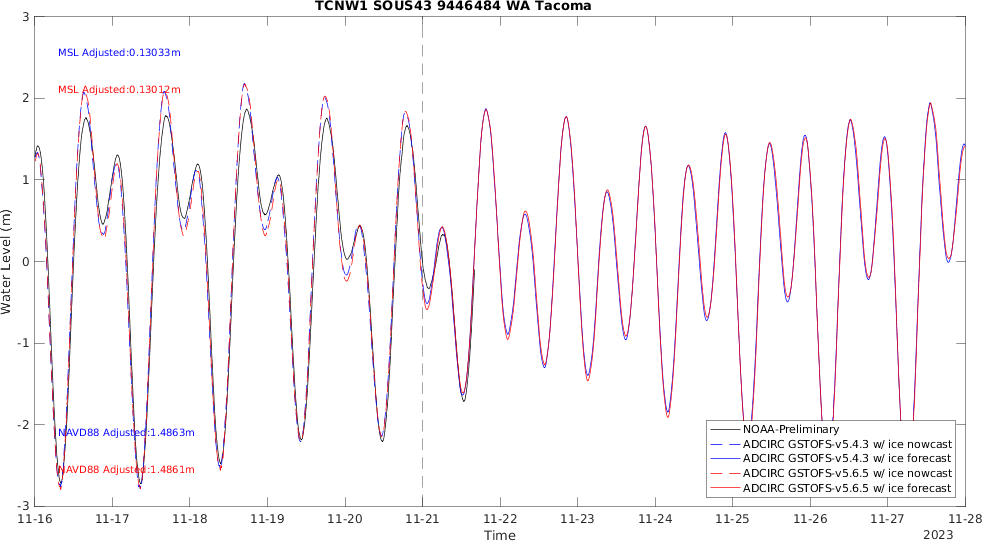 TCNW1 SOUS43 9446484 WA Tacoma
3
MSL Adjusted:0.13033m
MSL Adjusted:0.13012m
2
1
0
-1
-2
-3
Water Level (m)
NAVD88 Adjusted:1.4863m
NAVD88 Adjusted:1.4861m
NOAA-Preliminary
ADCIRC GSTOFS-v5.4.3 w/ ice nowcast
ADCIRC GSTOFS-v5.4.3 w/ ice forecast
ADCIRC GSTOFS-v5.6.5 w/ ice nowcast
ADCIRC GSTOFS-v5.6.5 w/ ice forecast
11-16 11-17 11-18 11-19 11-20 11-21 11-22 11-23 11-24 11-25 11-26 11-27 11-28
Time
2023